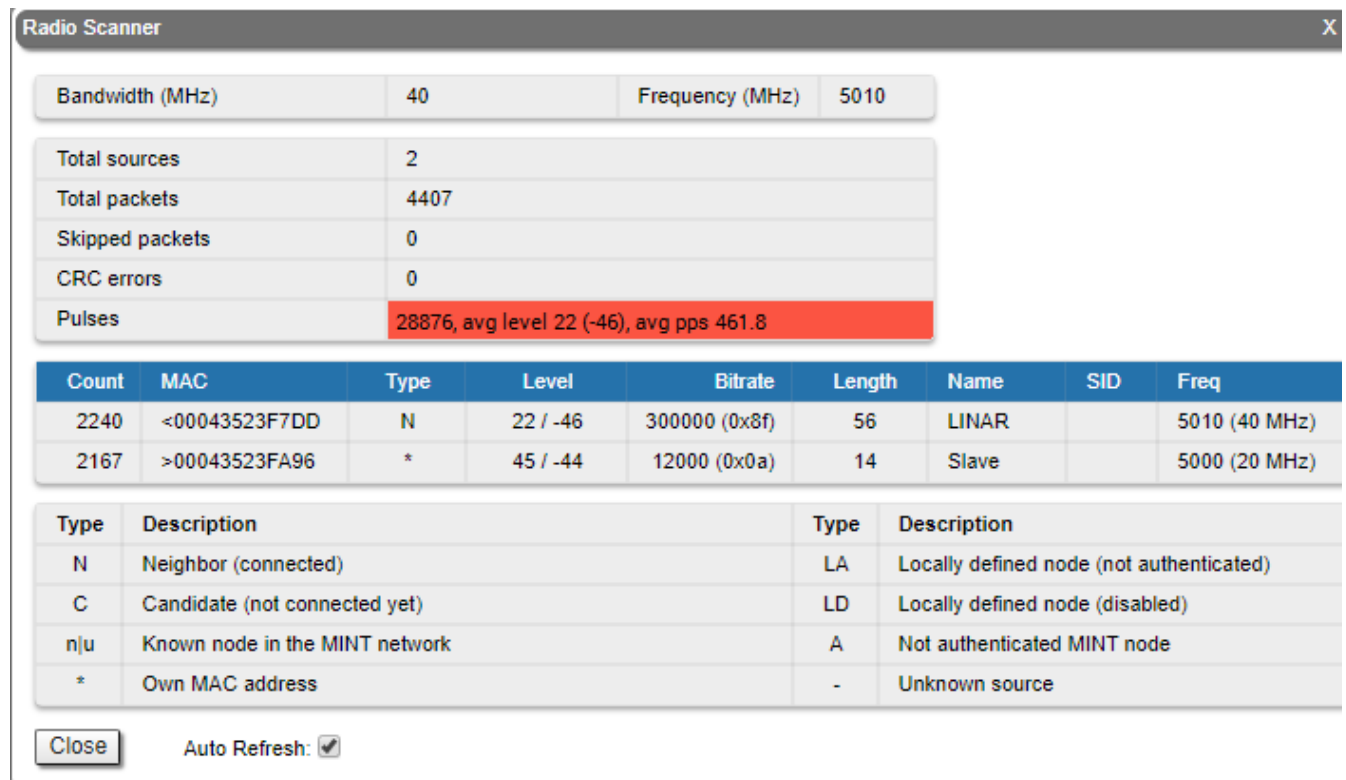 Radio Scanner X
Bandwidth (MHz) 40 Frequency (MHz) 5010
Total sources 2
Total packets 4407
Skipped packets 0
CRC errors 0
Pulses 28876, avg level 22 (-46), avg pps 461.8
Count MAC Type Level Bitrate Length Name SID Freq
2240 <00043523F7DD N 22 / -46 300000 (0x8f) 56 LINAR 5010 (40 MHz)
2167 >00043523FA96 * 45 / -44 12000 (0x0a) 14 Slave 5000 (20 MHz)
Type Description Type Description
N Neighbor (connected) LA Locally defined node (not authenticated)
C Candidate (not connected yet) LD Locally defined node (disabled)
n|u Known node in the MINT network A Not authenticated MINT node
* Own MAC address - Unknown source
Close Auto Refresh: